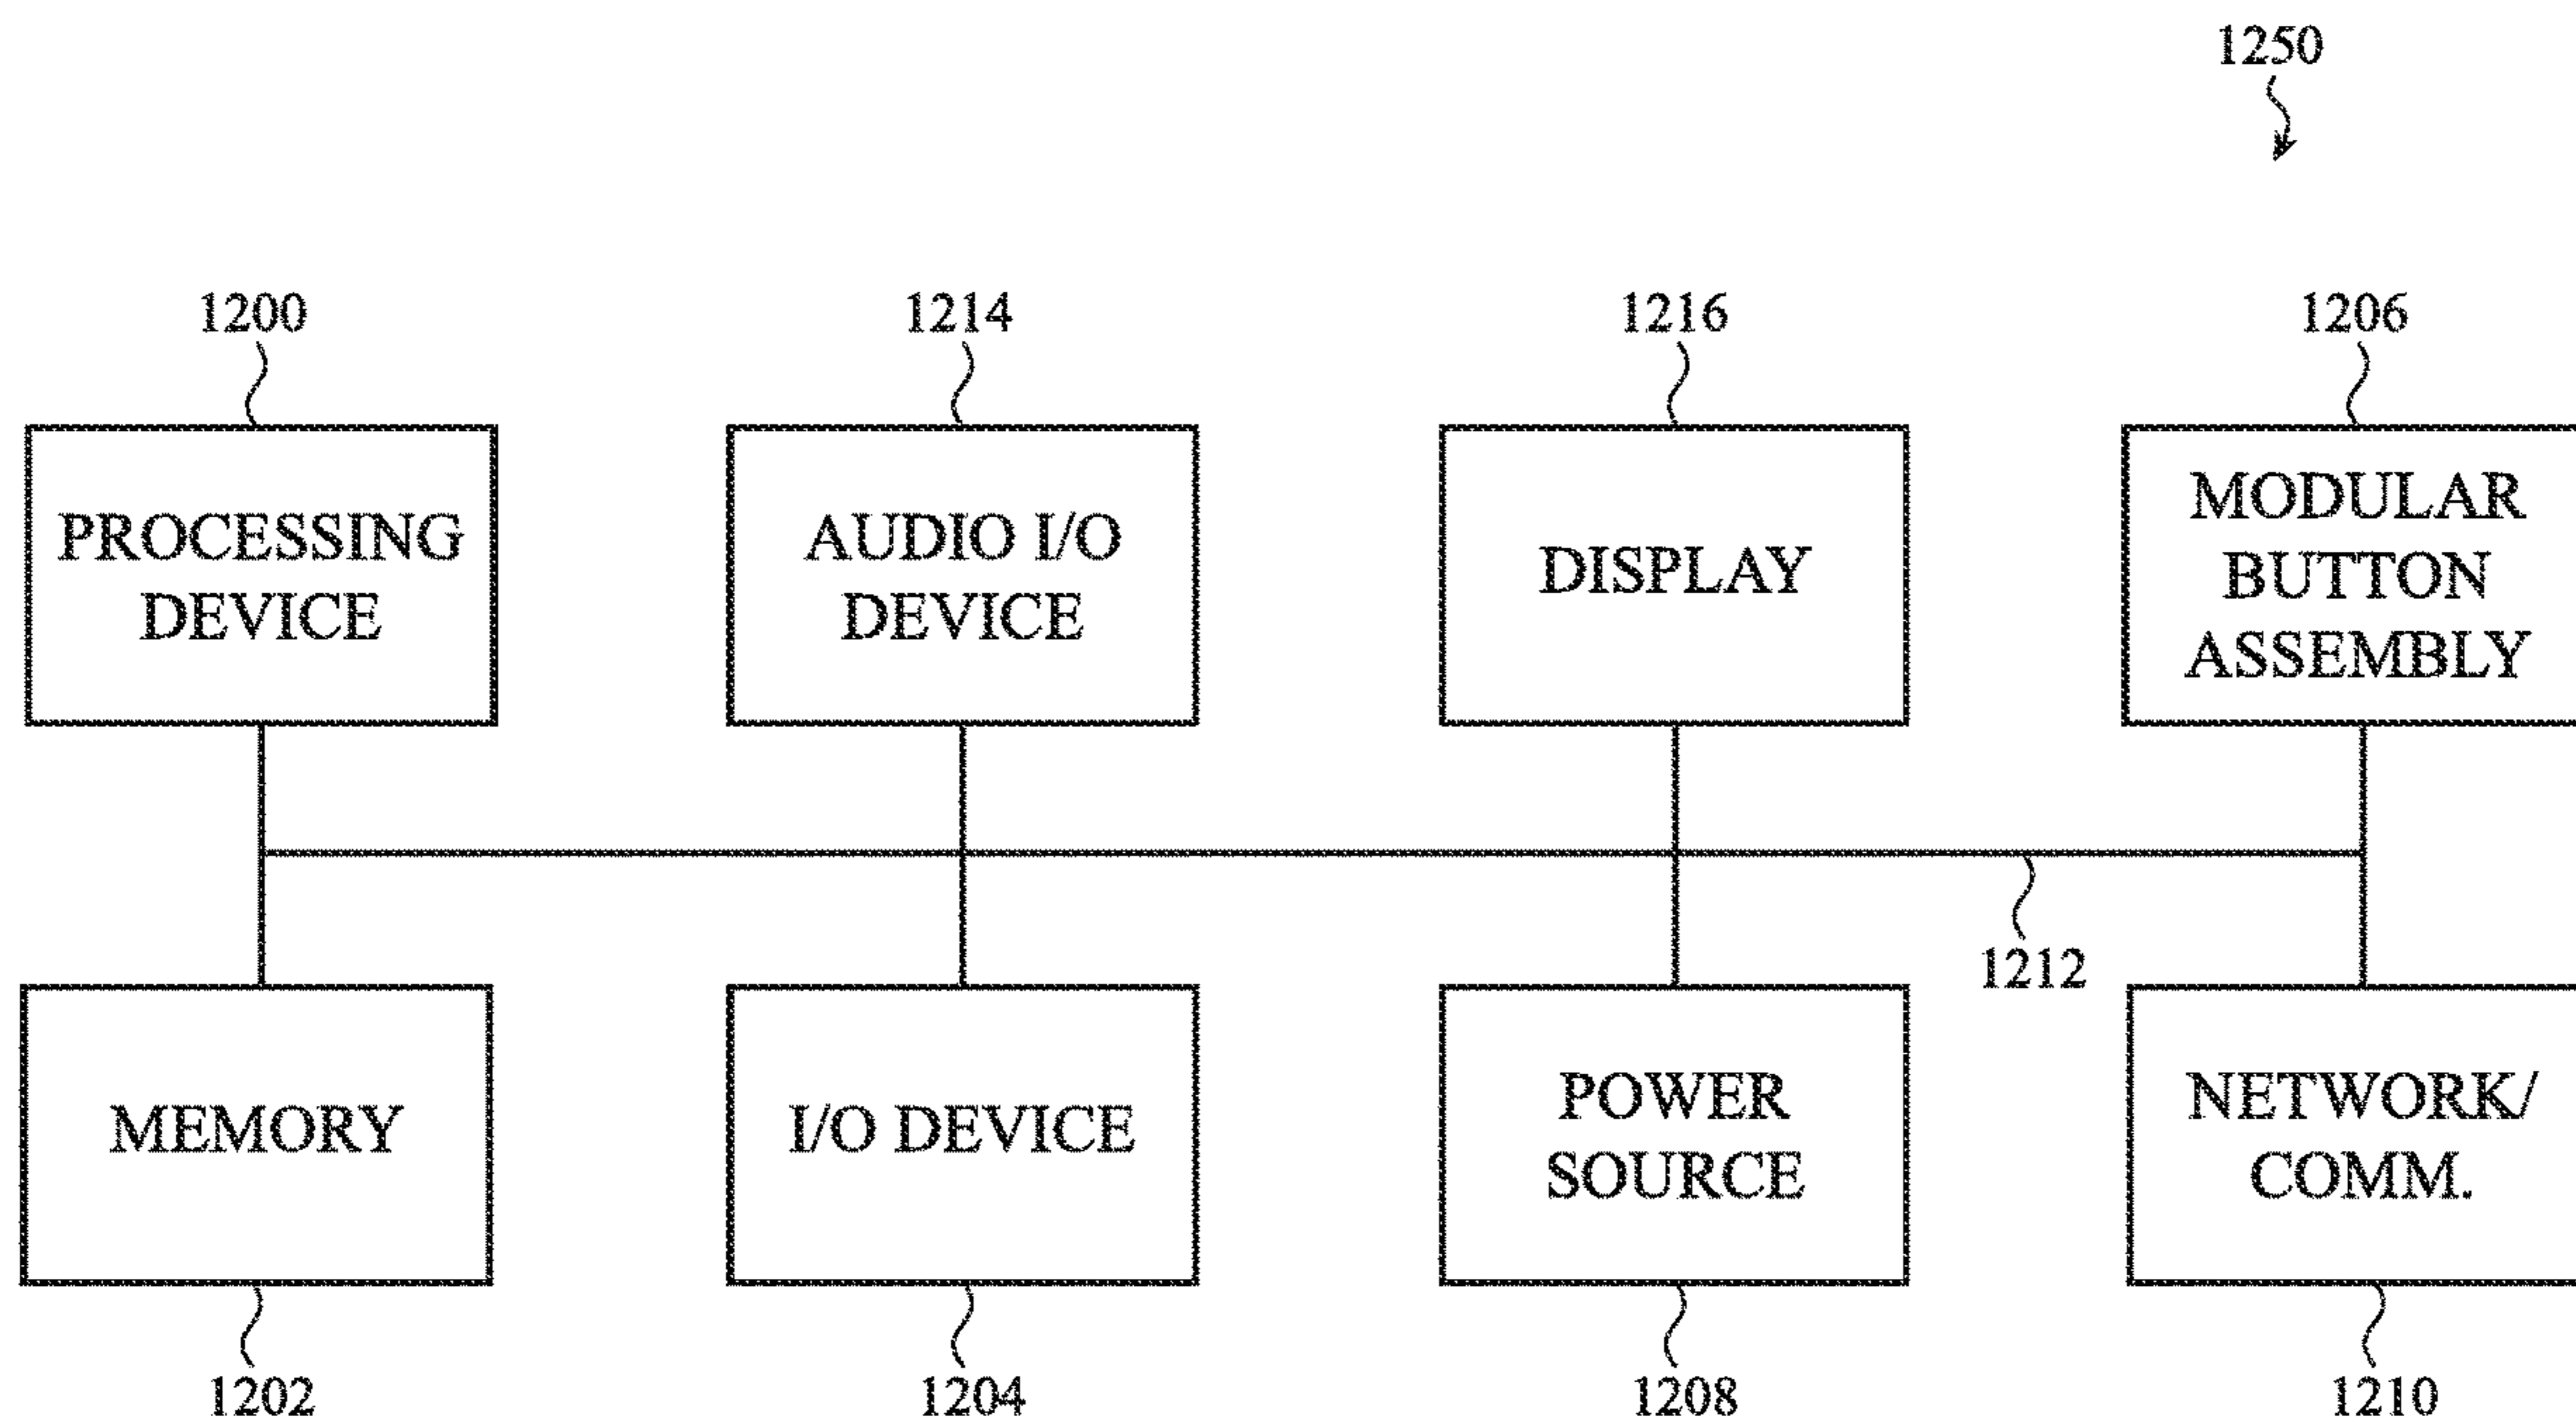 1250
1200
1214
1216
1206
PROCESSING
DEVICE
AUDIO I/O
DEVICE
DISPLAY
MODULAR
BUTTON
ASSEMBLY
1212
MEMORY
I/O DEVICE
POWER
SOURCE
NETWORK/
COMM.
1202
1204
1208
1210